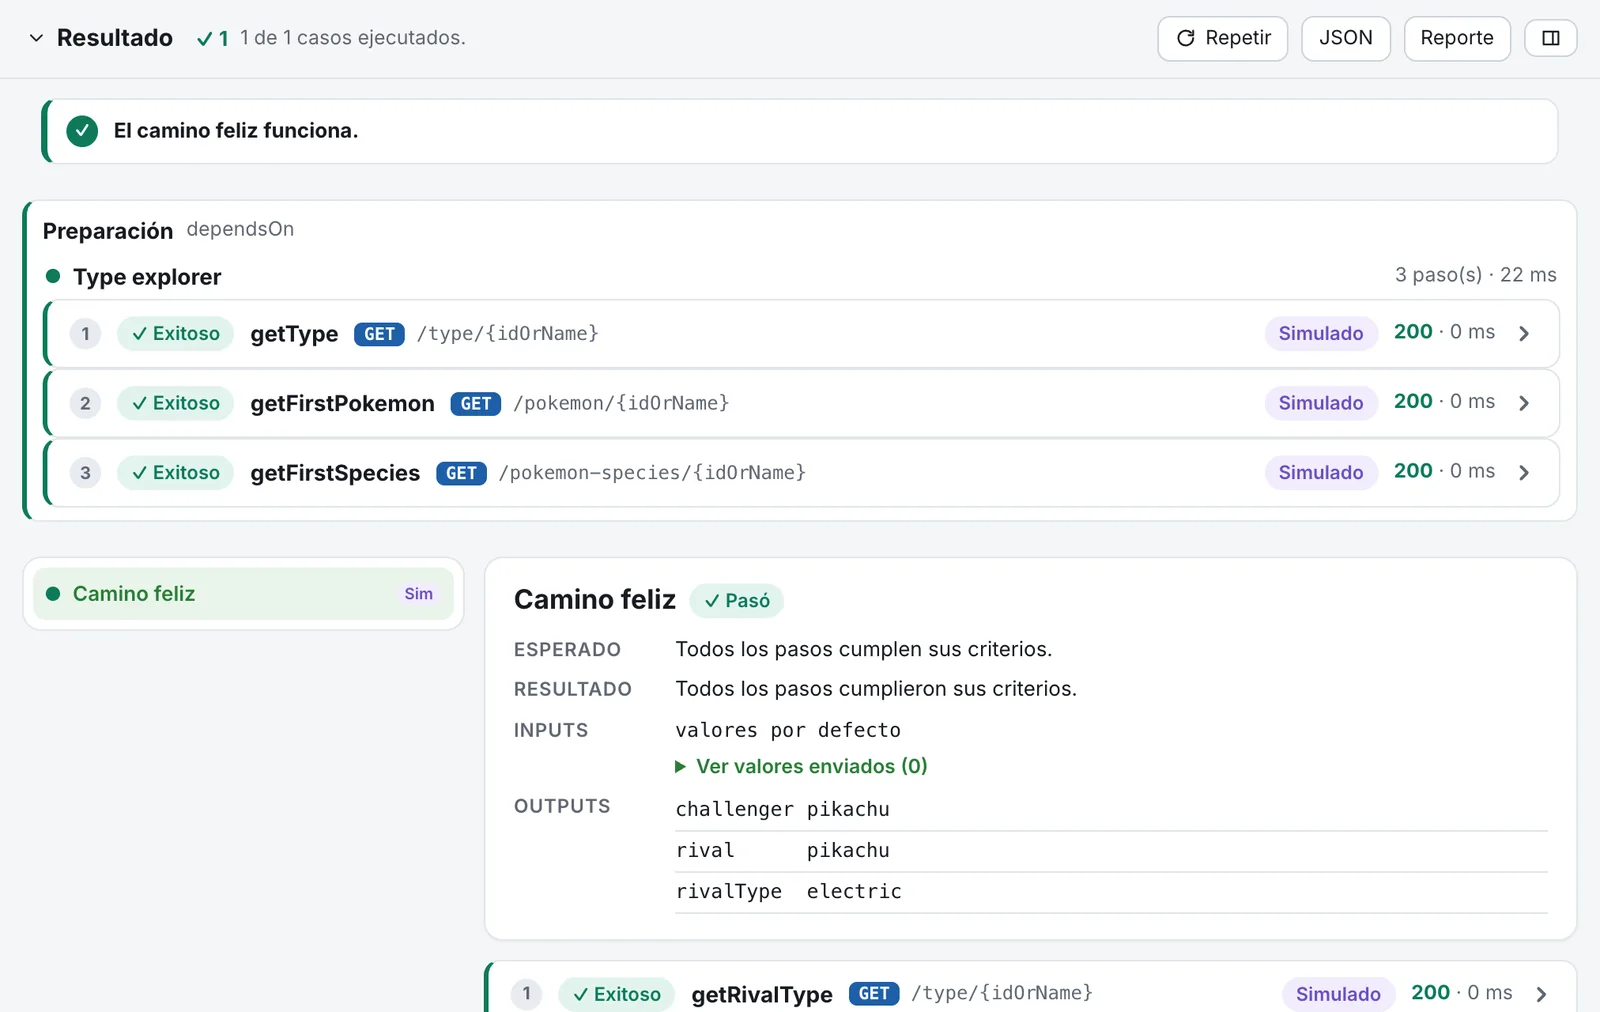 Resultado 1 1 de 1 casos ejecutados. Repetir JSON Reporte
El camino feliz funciona.
Preparación dependsOn
Type explorer 3 paso(s) · 22 ms
1 Exitoso getType GET /type/{idOrName} Simulado 200 · 0 ms
2 Exitoso getFirstPokemon GET /pokemon/{idOrName} Simulado 200 · 0 ms
3 Exitoso getFirstSpecies GET /pokemon-species/{idOrName} Simulado 200 · 0 ms
Camino feliz Sim
Camino feliz Pasó
ESPERADO Todos los pasos cumplen sus criterios.
RESULTADO Todos los pasos cumplieron sus criterios.
INPUTS valores por defecto
Ver valores enviados (0)
OUTPUTS challenger pikachu
rival pikachu
rivalType electric
1 Exitoso getRivalType GET /type/{idOrName} Simulado 200 · 0 ms